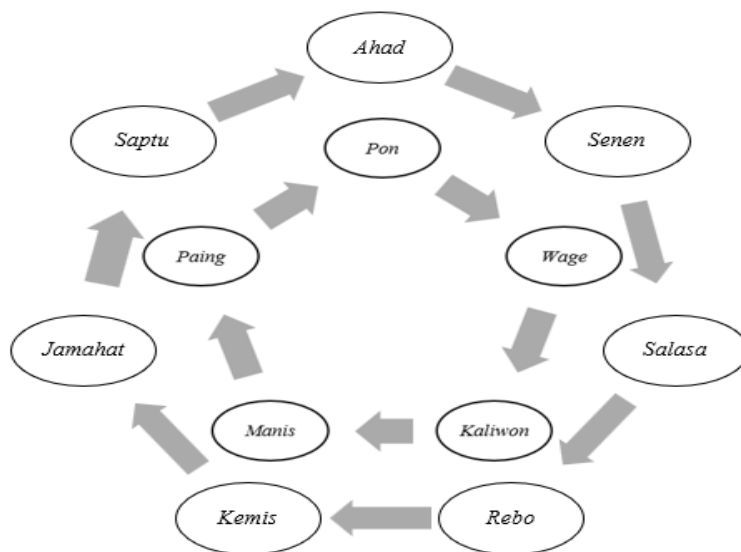 Ahad
Saptu
Pon
Senen
Paing
Wage
Jamahat
Salasa
Manis
Kaliwon
Kemis
Rebo